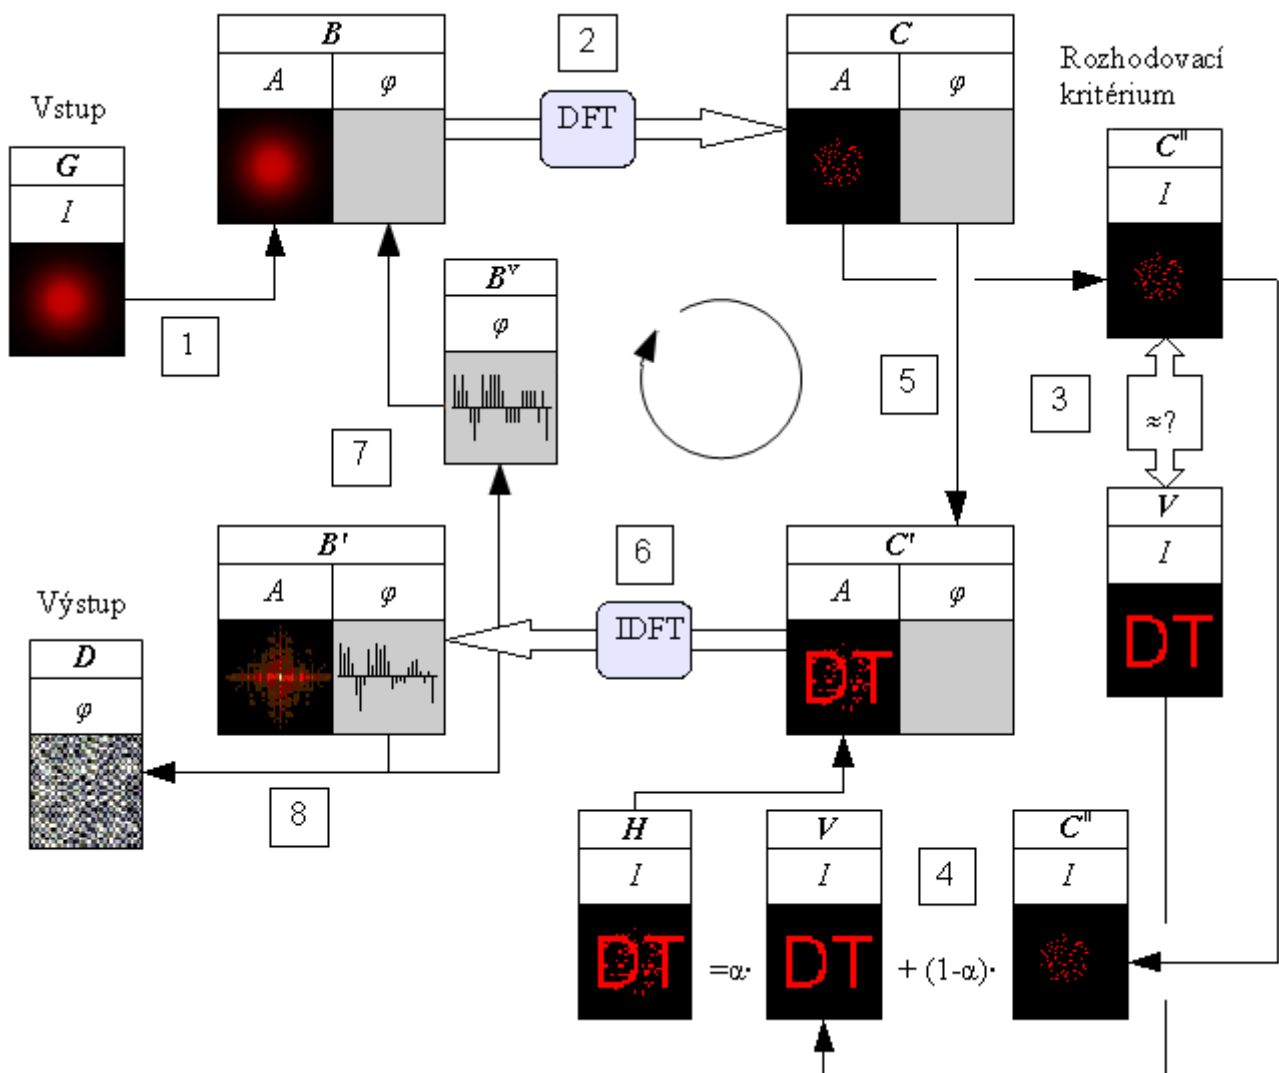 B
2
C
A φ
DFT
A φ
Rozhodovací
kritérium
Vstup
G
I
C"
I
1
Bᵛ
φ
5
3
≈?
7
V
I
B'
A φ
6
IDFT
C'
A φ
DT
DT
Výstup
D
φ
8
H
I
DT
=α·
V
I
DT
4
+ (1-α)·
C"
I